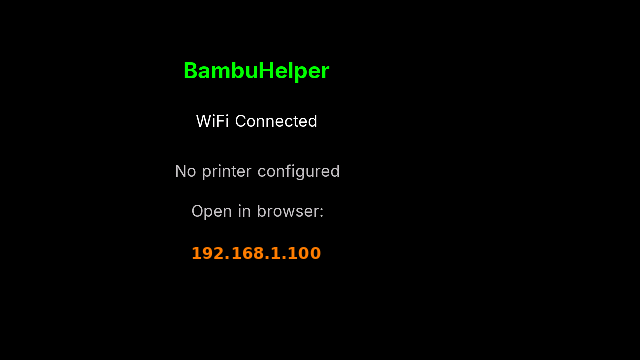 BambuHelper
WiFi Connected
No printer configured
Open in browser:
192.168.1.100